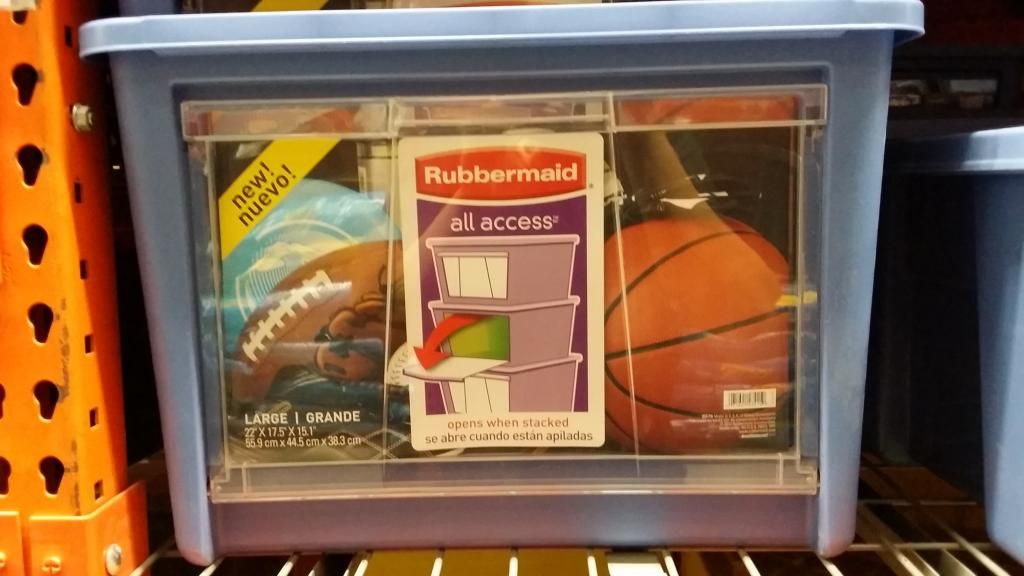 new!
nuevo!
Rubbermaid
all access
LARGE | GRANDE
22" X 17.5" X 15.1"
55.9 cm x 44.5 cm x 38.3 cm
opens when stacked
se abre cuando están apiladas